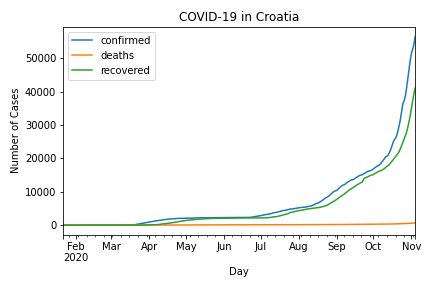 COVID-19 in Croatia
confirmed
deaths
recovered
Number of Cases
50000
40000
30000
20000
10000
0
Feb Mar Apr May Jun Jul Aug Sep Oct Nov
2020
Day